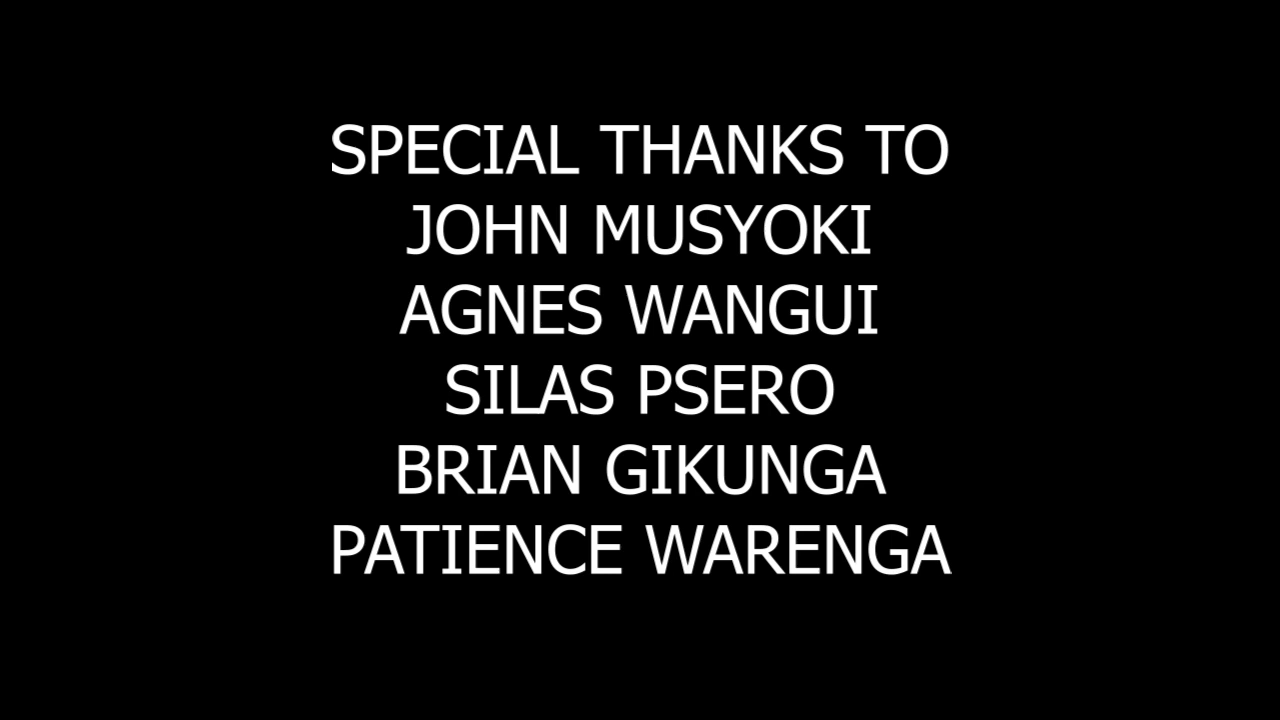 SPECIAL THANKS TO
JOHN MUSYOKI
AGNES WANGUI
SILAS PSERO
BRIAN GIKUNGA
PATIENCE WARENGA